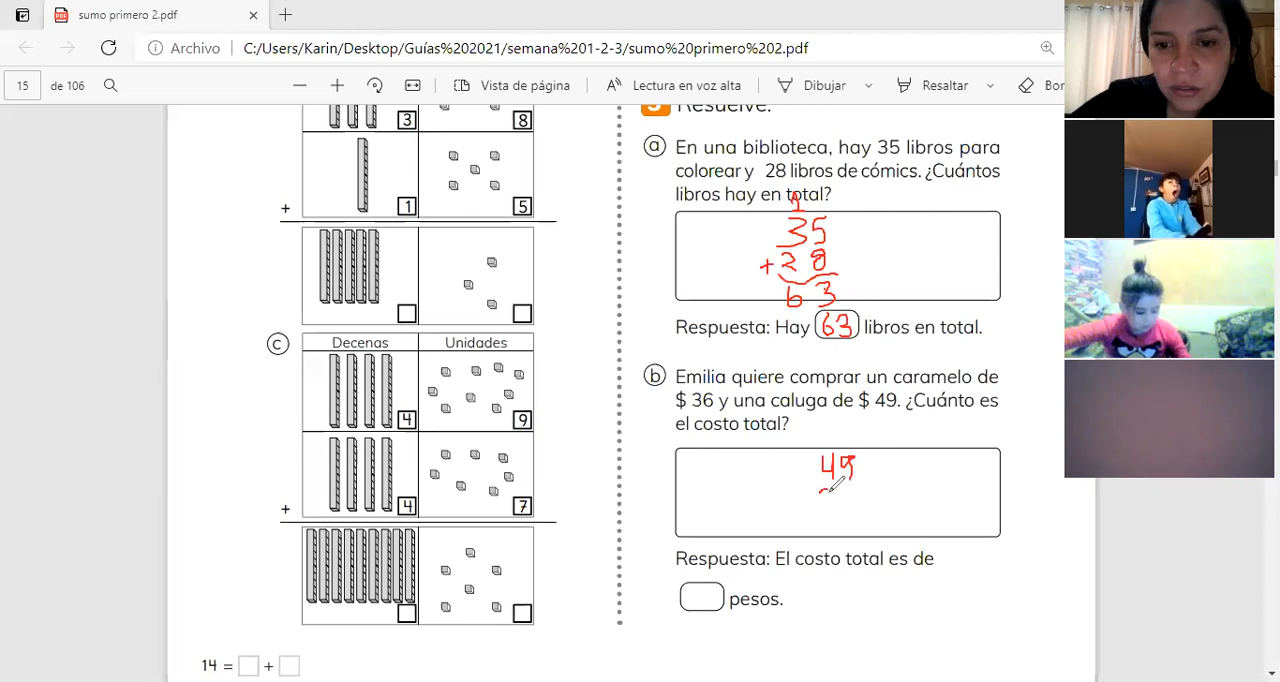 sumo primero 2.pdf
Archivo C:/Users/Karin/Desktop/Guías%202021/semana%201-2-3/sumo%20primero%202.pdf
15 de 106 Vista de página Lectura en voz alta Dibujar Resaltar Bor
3 8
1 5
+
c
Decenas Unidades
4 9
4 7
+
14 = +
Resuelve:
a En una biblioteca, hay 35 libros para
colorear y 28 libros de cómics. ¿Cuántos
libros hay en total?
1
35
+ 28
63
Respuesta: Hay 63 libros en total.
b Emilia quiere comprar un caramelo de
$ 36 y una caluga de $ 49. ¿Cuánto es
el costo total?
49
Respuesta: El costo total es de
pesos.